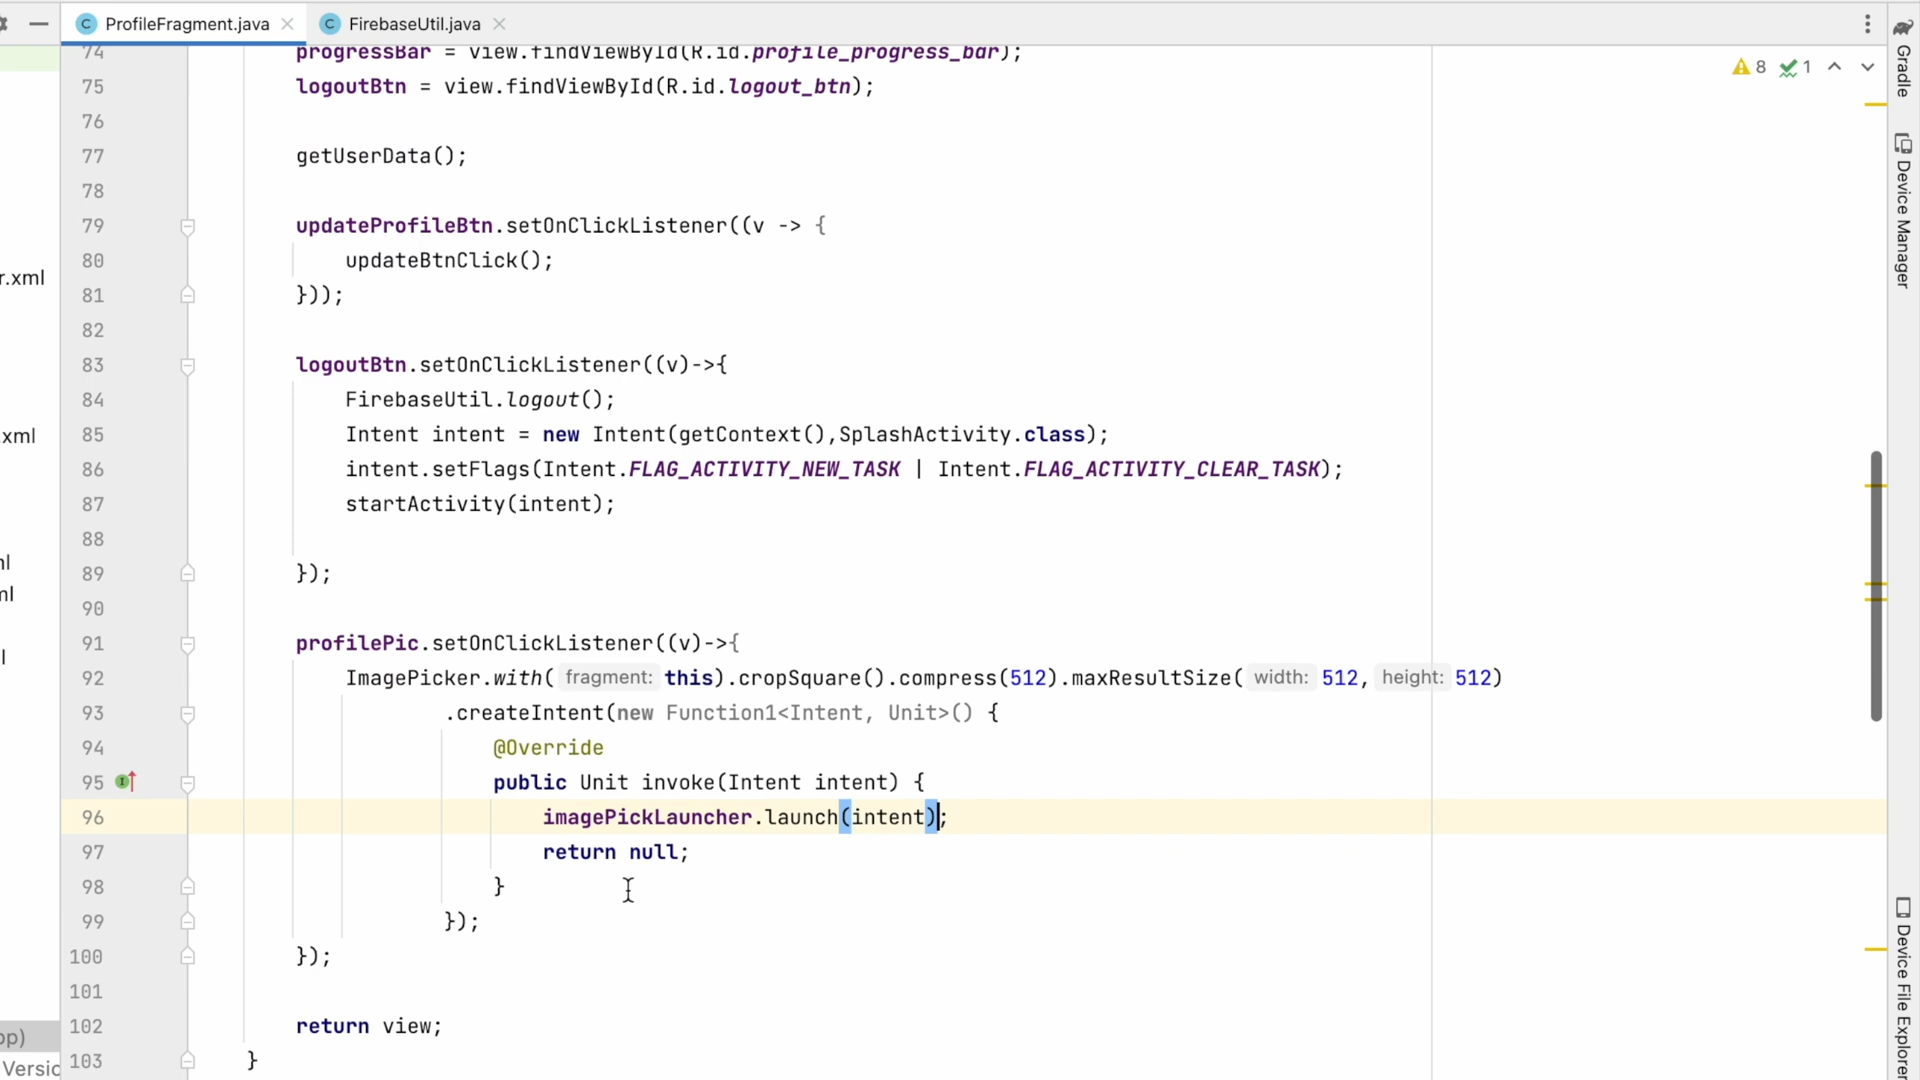 ProfileFragment.java FirebaseUtil.java
74 progressBar = view.findViewById(R.id.profile_progress_bar);
8 1
75 logoutBtn = view.findViewById(R.id.logout_btn);
76
77 getUserData();
78
79 updateProfileBtn.setOnClickListener((v -> {
80 updateBtnClick();
81 }));
82
83 logoutBtn.setOnClickListener((v)->{
84 FirebaseUtil.logout();
85 Intent intent = new Intent(getContext(),SplashActivity.class);
86 intent.setFlags(Intent.FLAG_ACTIVITY_NEW_TASK | Intent.FLAG_ACTIVITY_CLEAR_TASK);
87 startActivity(intent);
88
89 });
90
91 profilePic.setOnClickListener((v)->{
92 ImagePicker.with( fragment: this).cropSquare().compress(512).maxResultSize( width: 512, height: 512)
93 .createIntent(new Function1<Intent, Unit>() {
94 @Override
95 public Unit invoke(Intent intent) {
96 imagePickLauncher.launch(intent);
97 return null;
98 }
99 });
100 });
101
102 return view;
103 }
r.xml
.xml
nl
ml
l
op)
Versic
Gradle
Device Manager
Device File Explorer